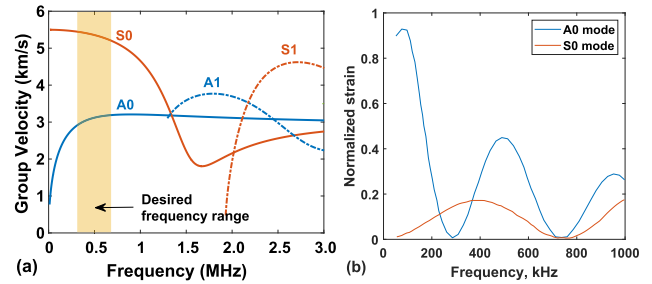 S0
S1
A1
A0
Desired
frequency range
Group Velocity (km/s)
6
5
4
3
2
1
0
0
0.5
1
1.5
2.0
2.5
3.0
Frequency (MHz)
(a)
A0 mode
S0 mode
Normalized strain
1
0.8
0.6
0.4
0.2
0
0
200
400
600
800
1000
Frequency, kHz
(b)